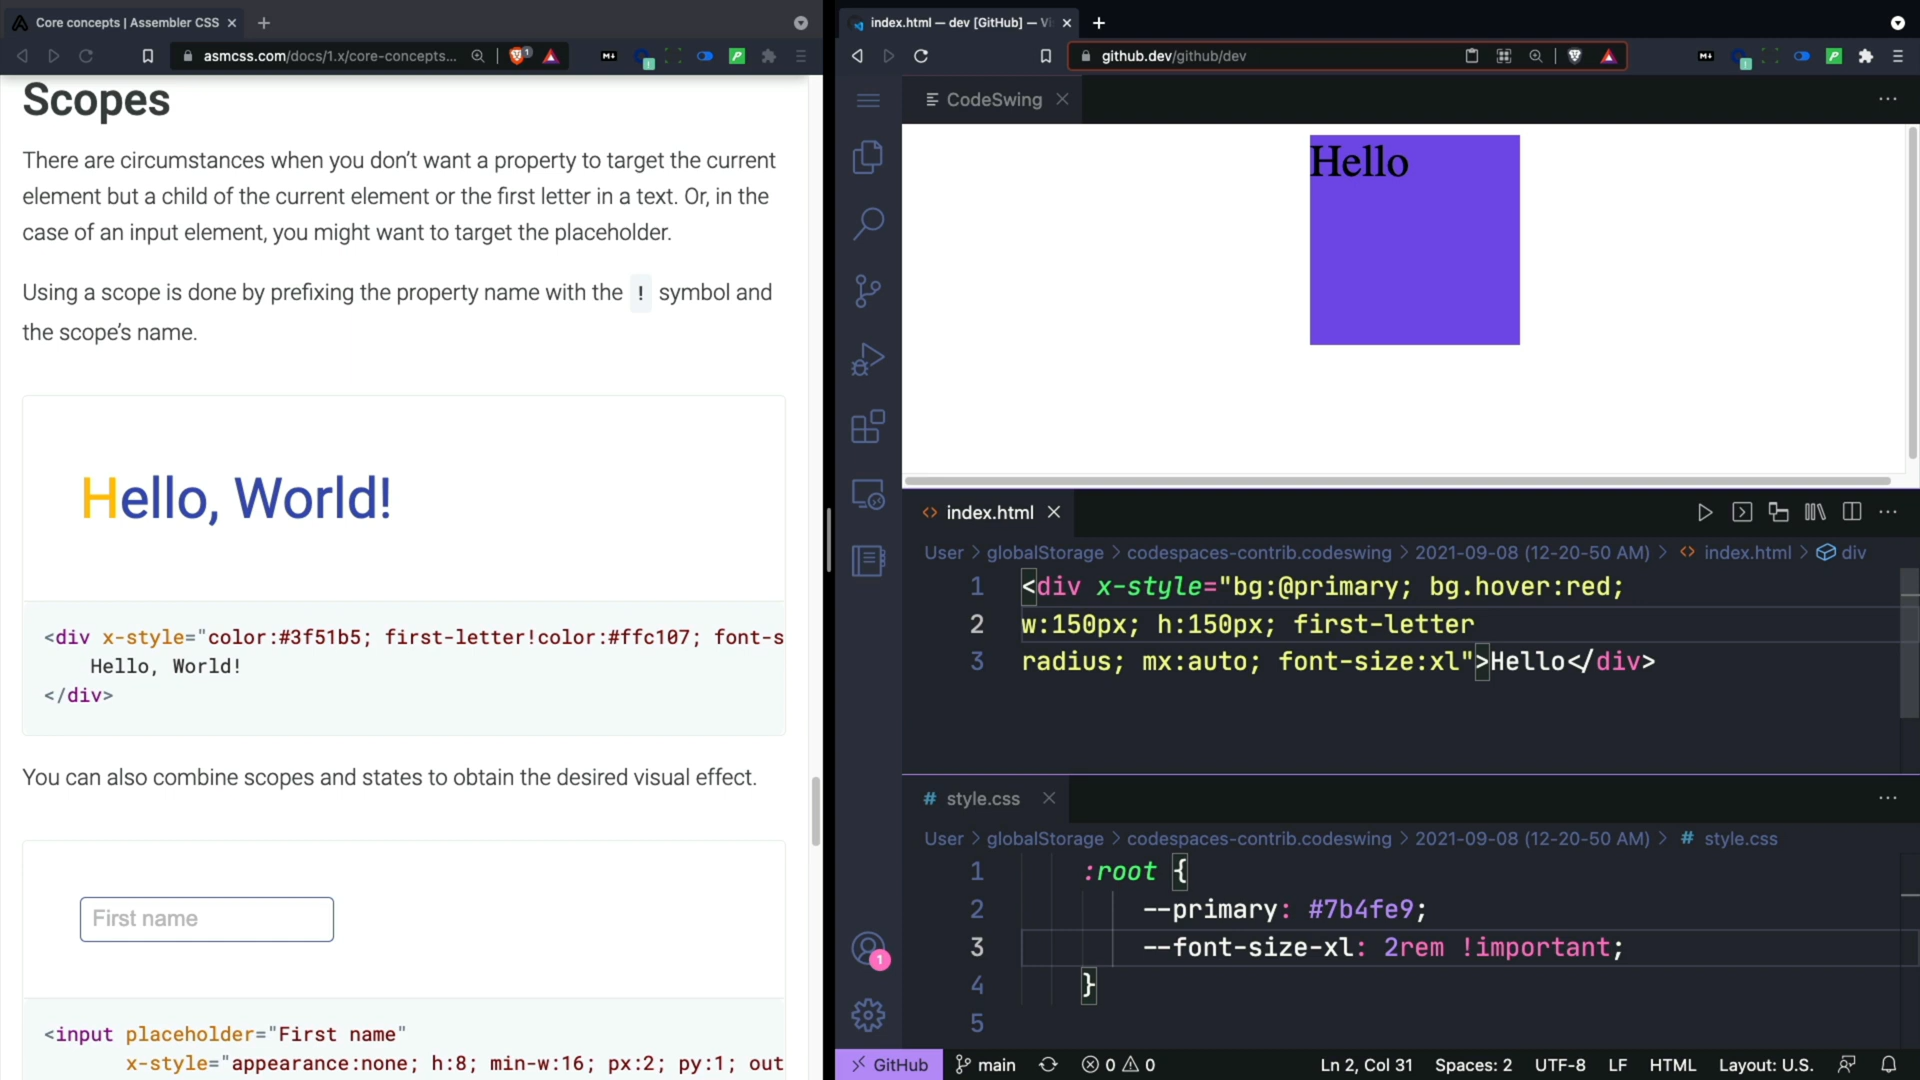 Core concepts | Assembler CSS
asmcss.com/docs/1.x/core-concepts...
1
M↓
Scopes
There are circumstances when you don’t want a property to target the current
element but a child of the current element or the first letter in a text. Or, in the
case of an input element, you might want to target the placeholder.
Using a scope is done by prefixing the property name with the ! symbol and
the scope’s name.
Hello, World!
<div x-style="color:#3f51b5; first-letter!color:#ffc107; font-s
Hello, World!
</div>
You can also combine scopes and states to obtain the desired visual effect.
First name
<input placeholder="First name"
x-style="appearance:none; h:8; min-w:16; px:2; py:1; out
index.html — dev [GitHub] — Vi
github.dev/github/dev
M↓
CodeSwing
Hello
index.html
User > globalStorage > codespaces-contrib.codeswing > 2021-09-08 (12-20-50 AM) > <> index.html > div
1 <div x-style="bg:@primary; bg.hover:red;
2 w:150px; h:150px; first-letter
3 radius; mx:auto; font-size:xl">Hello</div>
# style.css
User > globalStorage > codespaces-contrib.codeswing > 2021-09-08 (12-20-50 AM) > # style.css
1 :root {
2 --primary: #7b4fe9;
3 --font-size-xl: 2rem !important;
4 }
5
1
GitHub main 0 0 Ln 2, Col 31 Spaces: 2 UTF-8 LF HTML Layout: U.S.